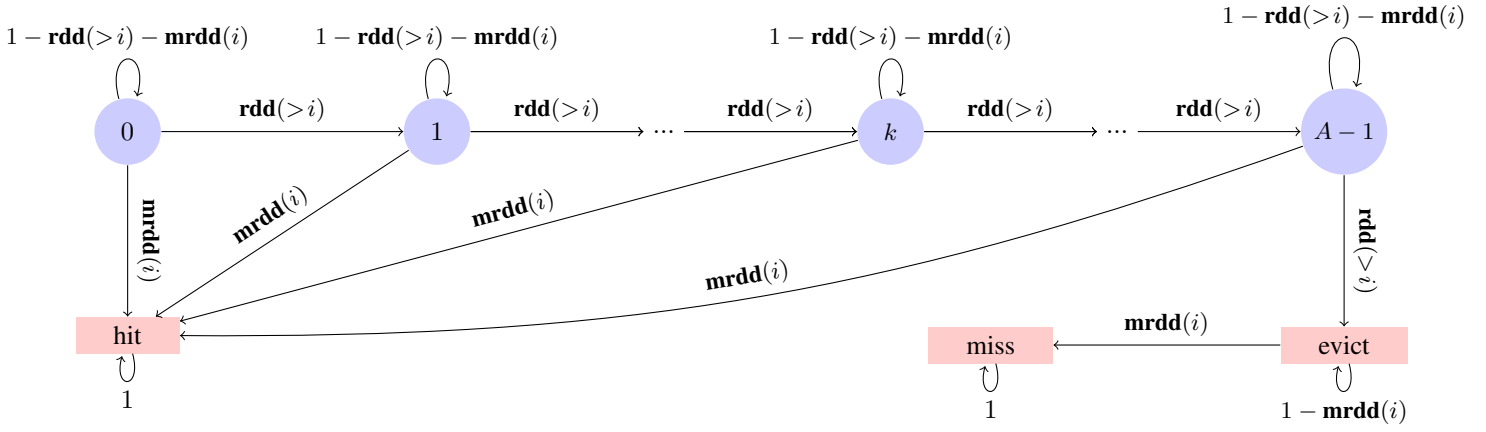 1 − rdd(>i) − mrdd(i)
1 − rdd(>i) − mrdd(i)
1 − rdd(>i) − mrdd(i)
1 − rdd(>i) − mrdd(i)
0
rdd(>i)
1
rdd(>i)
...
rdd(>i)
k
rdd(>i)
...
rdd(>i)
A − 1
mrdd(i)
mrdd(i)
mrdd(i)
mrdd(i)
rdd(>i)
hit
1
miss
1
mrdd(i)
evict
1 − mrdd(i)